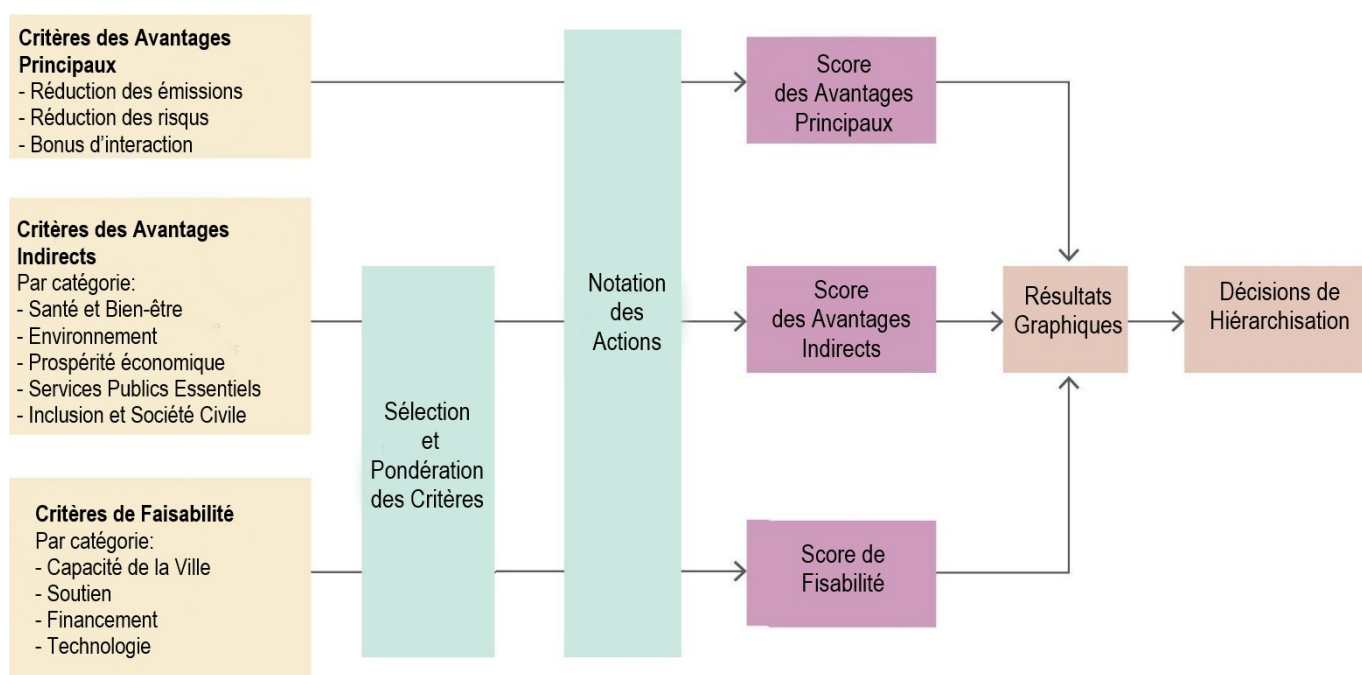 Critères des Avantages
Principaux
- Réduction des émissions
- Réduction des risqus
- Bonus d’interaction
Critères des Avantages
Indirects
Par catégorie:
- Santé et Bien-être
- Environnement
- Prospérité économique
- Services Publics Essentiels
- Inclusion et Société Civile
Critères de Faisabilité
Par catégorie:
- Capacité de la Ville
- Soutien
- Financement
- Technologie
Sélection
et
Pondération
des Critères
Notation
des
Actions
Score
des Avantages
Principaux
Score
des Avantages
Indirects
Score de
Fisabilité
Résultats
Graphiques
Décisions de
Hiérarchisation